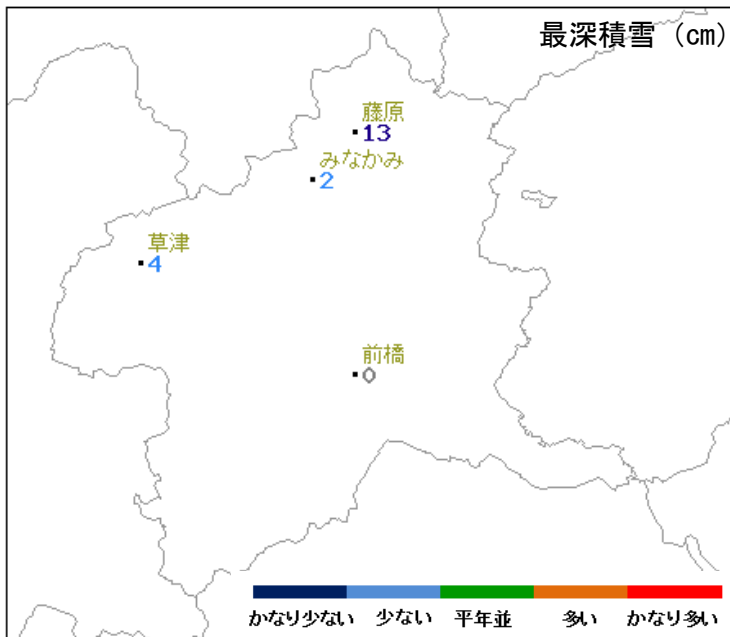 最深積雪 (cm)
藤原
13
みなかみ
2
草津
4
前橋
0
かなり少ない 少ない 平年並 多い かなり多い